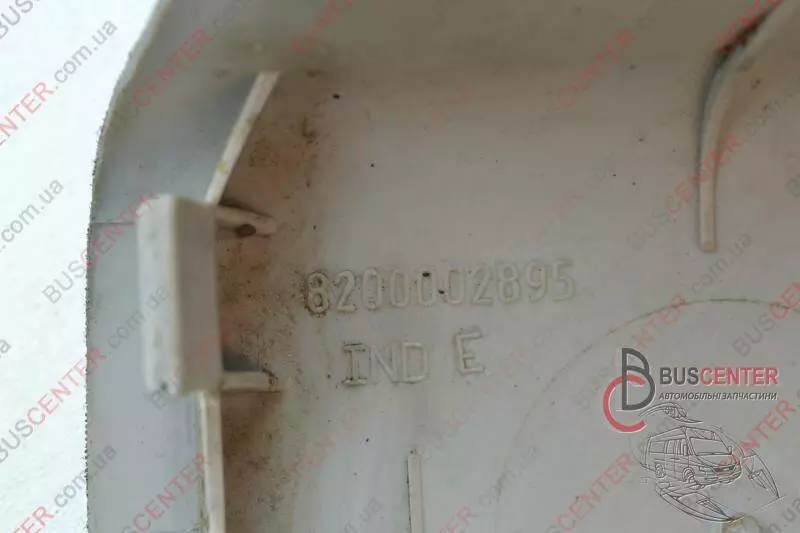 8200002895
IND E
BUSCENTER
АВТОМОБІЛЬНІ ЗАПЧАСТИНИ
BUSCENTER.com.ua